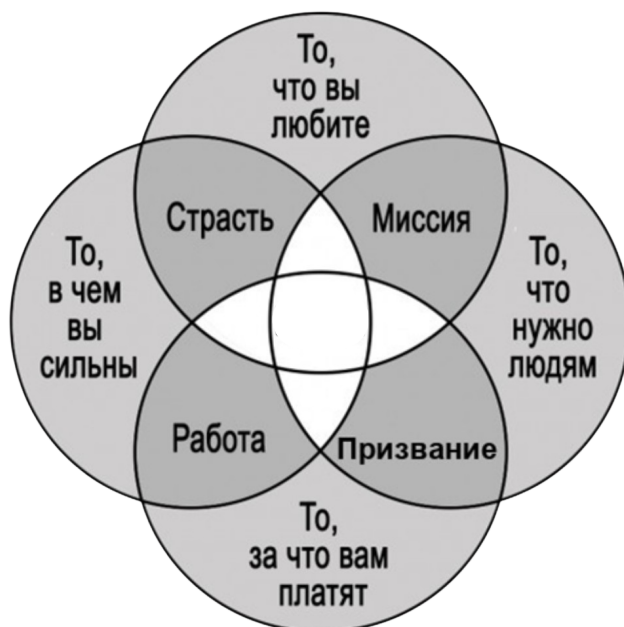 То,
что вы
любите
Страсть
Миссия
То,
в чем
вы
сильны
То,
что
нужно
людям
Работа
Призвание
То,
за что вам
платят